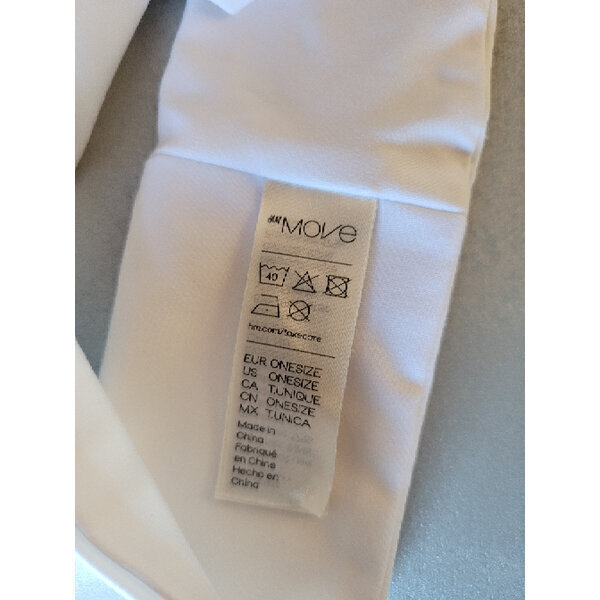 H&M MOVE
40
hm.com/takecare
EUR ONESIZE
US ONESIZE
CA T.UNIQUE
CN ONESIZE
MX T.UNICA
Made in
China
Fabriqué
en Chine
Hecho en
China